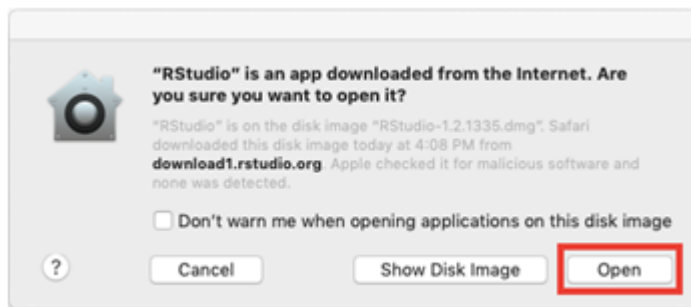 “RStudio” is an app downloaded from the Internet. Are
you sure you want to open it?
“RStudio” is on the disk image “RStudio-1.2.1335.dmg”. Safari
downloaded this disk image today at 4:08 PM from
download1.rstudio.org. Apple checked it for malicious software and
none was detected.
Don’t warn me when opening applications on this disk image
?
Cancel
Show Disk Image
Open